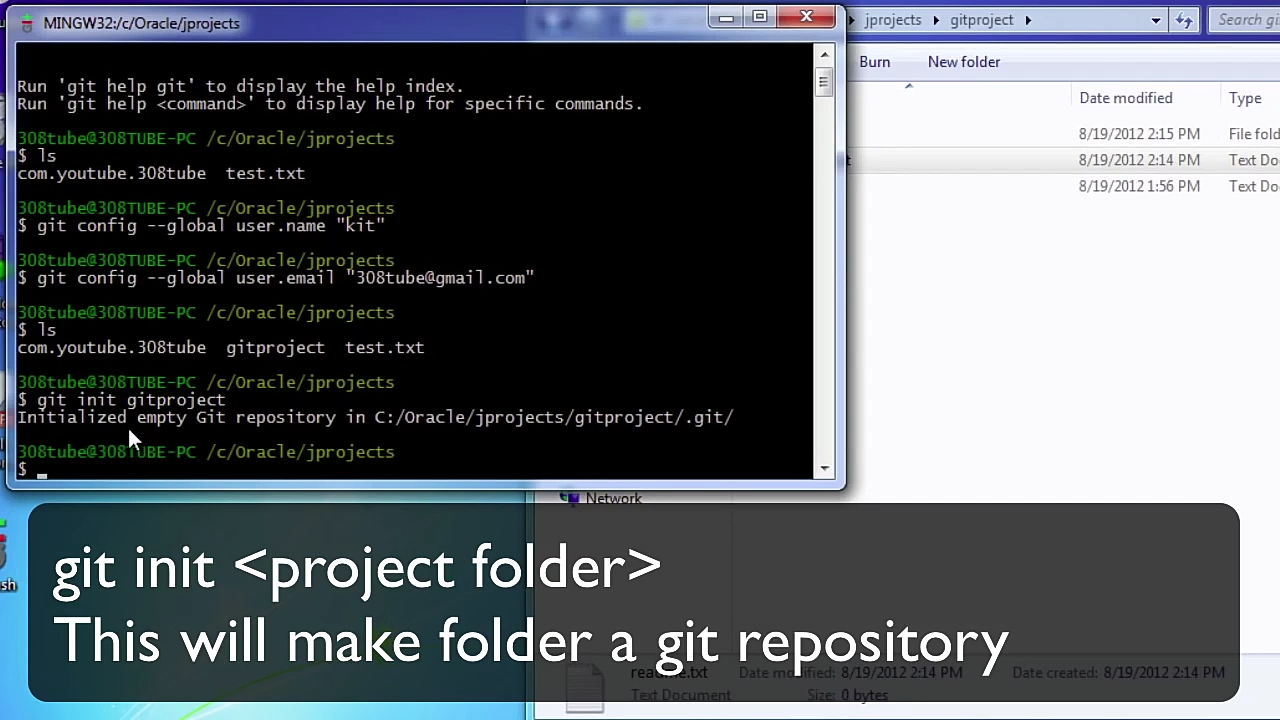 MINGW32:/c/Oracle/jprojects
Run 'git help git' to display the help index.
Run 'git help <command>' to display help for specific commands.
308tube@308TUBE-PC /c/Oracle/jprojects
$ ls
com.youtube.308tube  test.txt
308tube@308TUBE-PC /c/Oracle/jprojects
$ git config --global user.name "kit"
308tube@308TUBE-PC /c/Oracle/jprojects
$ git config --global user.email "308tube@gmail.com"
308tube@308TUBE-PC /c/Oracle/jprojects
$ ls
com.youtube.308tube  gitproject  test.txt
308tube@308TUBE-PC /c/Oracle/jprojects
$ git init gitproject
Initialized empty Git repository in C:/Oracle/jprojects/gitproject/.git/
308tube@308TUBE-PC /c/Oracle/jprojects
$
jprojects gitproject Search gi
Burn New folder
Date modified Type
8/19/2012 2:15 PM File fold
t 8/19/2012 2:14 PM Text Do
8/19/2012 1:56 PM Text Do
Network
sh
git init <project folder>
This will make folder a git repository
readme.txt Date modified: 8/19/2012 2:14 PM Date created: 8/19/2012 2:14 PM
Text Document Size: 0 bytes